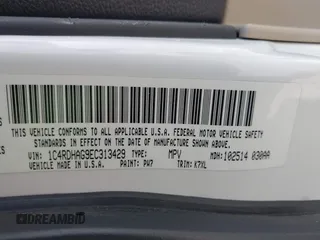 THIS VEHICLE CONFORMS TO ALL APPLICABLE U.S.A. FEDERAL MOTOR VEHICLE SAFETY
STANDARDS IN EFFECT ON THE DATE OF MANUFACTURE SHOWN ABOVE.
VIN: 1C4RDHAG9EC313429 TYPE: MPV MDH: 102514 030AA
VEHICLE MADE IN U.S.A. PAINT: PW7 TRIM: K7XL
DREAMBID